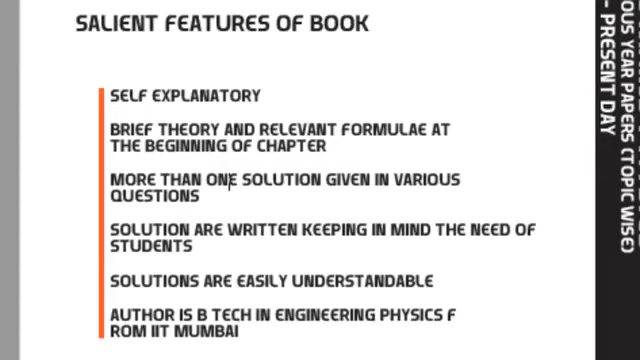 SALIENT FEATURES OF BOOK
SELF EXPLANATORY
BRIEF THEORY AND RELEVANT FORMULAE AT
THE BEGINNING OF CHAPTER
MORE THAN ONE SOLUTION GIVEN IN VARIOUS
QUESTIONS
SOLUTION ARE WRITTEN KEEPING IN MIND THE NEED OF
STUDENTS
SOLUTIONS ARE EASILY UNDERSTANDABLE
AUTHOR IS B TECH IN ENGINEERING PHYSICS F
ROM IIT MUMBAI
OUS YEAR PAPERS (TOPIC WISE)
- PRESENT DAY